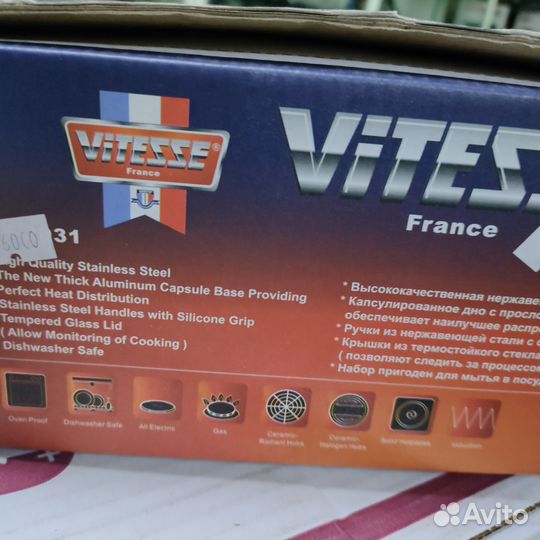 ViTESSE®
France
ViTESS
France
6000
31
Quality Stainless Steel
The New Thick Aluminum Capsule Base Providing
Perfect Heat Distribution
Stainless Steel Handles with Silicone Grip
Tempered Glass Lid
( Allow Monitoring of Cooking )
Dishwasher Safe
* Высококачественная нержаве
* Капсулированное дно с просло
обеспечивает наилучшее распр
* Ручки из нержавеющей стали с с
* Крышки из термостойкого стекла
( позволяют следить за процессом
* Набор пригоден для мытья в посу
Oven Proof
Dishwasher Safe
All Electric
Gas
Ceramic-
Radiant Hobs
Ceramic-
Halogen Hobs
Solid Hotplates
Induction
Avito